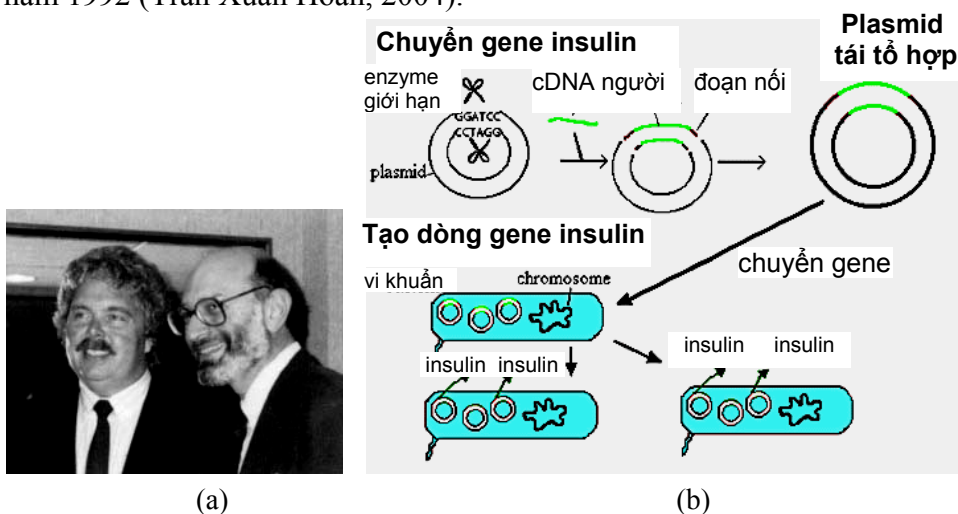 năm 1992 (Trần Xuân Hoàn, 2004).
Chuyển gene insulin
Plasmid
tái tổ hợp
enzyme
giới hạn
cDNA người
đoạn nối
GGATCC
CCTAGG
plasmid
Tạo dòng gene insulin
chuyển gene
vi khuẩn
chromosome
insulin insulin
insulin insulin
(a)
(b)